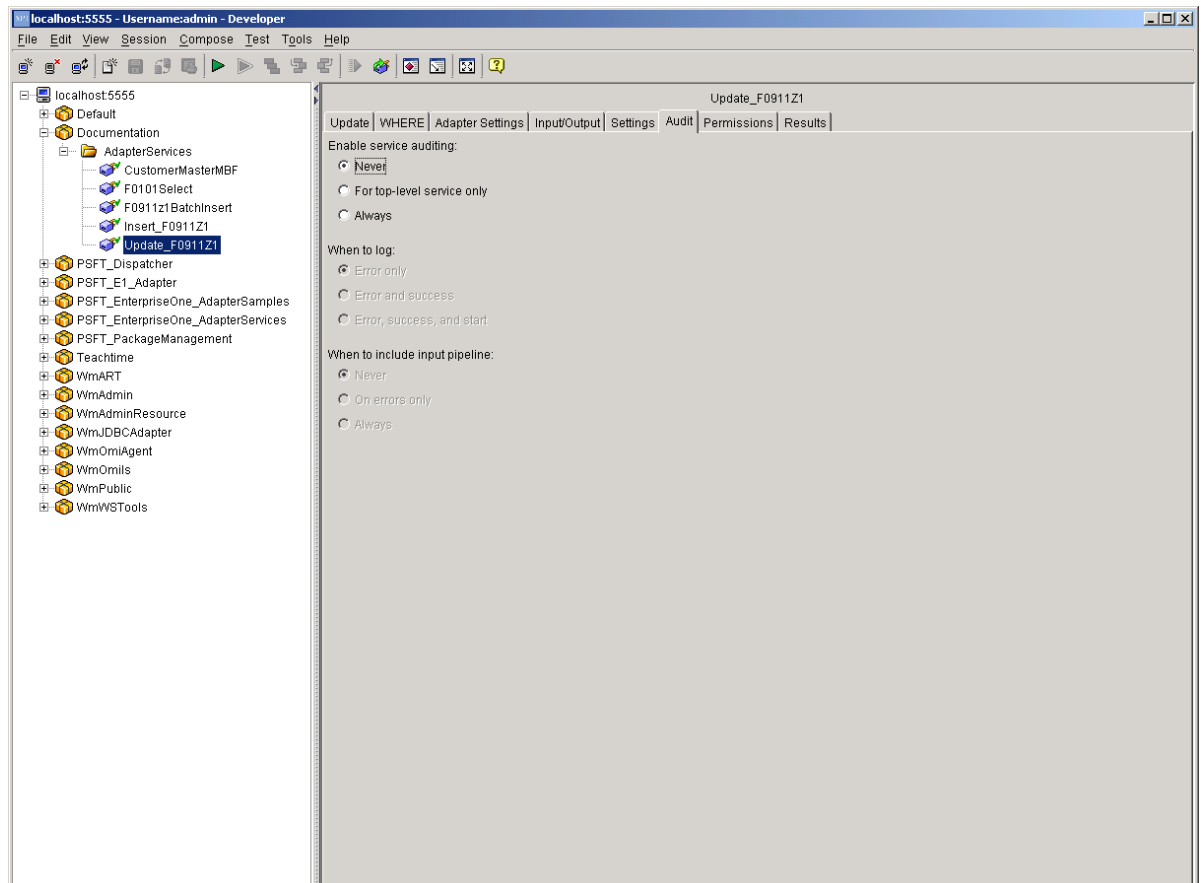 localhost:5555 - Username:admin - Developer
File Edit View Session Compose Test Tools Help
localhost:5555
Default
Documentation
AdapterServices
CustomerMasterMBF
F0101Select
F0911z1BatchInsert
Insert_F0911Z1
Update_F0911Z1
PSFT_Dispatcher
PSFT_E1_Adapter
PSFT_EnterpriseOne_AdapterSamples
PSFT_EnterpriseOne_AdapterServices
PSFT_PackageManagement
Teachtime
WmART
WmAdmin
WmAdminResource
WmJDBCAdapter
WmOmiAgent
WmOmils
WmPublic
WmWSTools
Update_F0911Z1
Update WHERE Adapter Settings Input/Output Settings Audit Permissions Results
Enable service auditing:
Never
For top-level service only
Always
When to log:
Error only
Error and success
Error, success, and start
When to include input pipeline:
Never
On errors only
Always